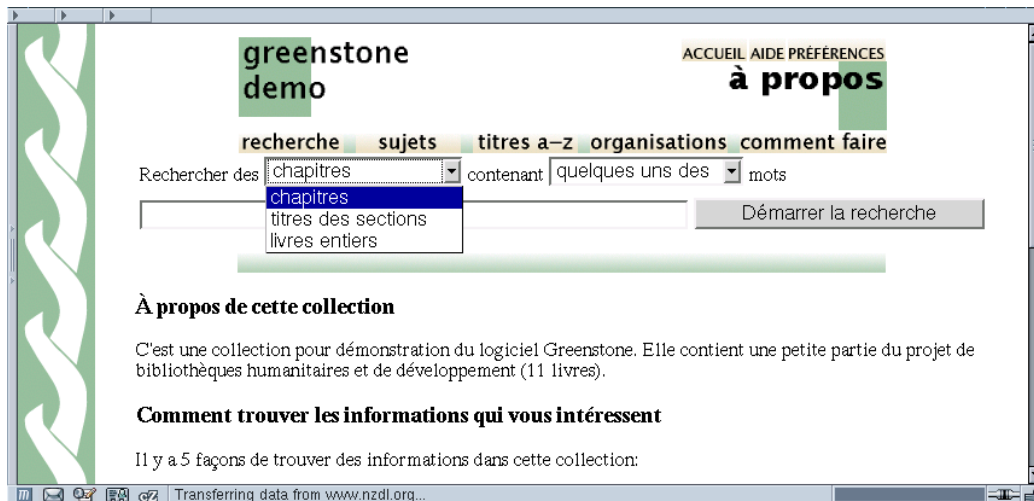 greenstone
demo
ACCUEIL AIDE PRÉFÉRENCES
à propos
recherche sujets titres a–z organisations comment faire
Rechercher des chapitres contenant quelques uns des mots
chapitres
titres des sections
livres entiers
Démarrer la recherche
À propos de cette collection
C'est une collection pour démonstration du logiciel Greenstone. Elle contient une petite partie du projet de
bibliothèques humanitaires et de développement (11 livres).
Comment trouver les informations qui vous intéressent
Il y a 5 façons de trouver des informations dans cette collection:
Transferring data from www.nzdl.org...